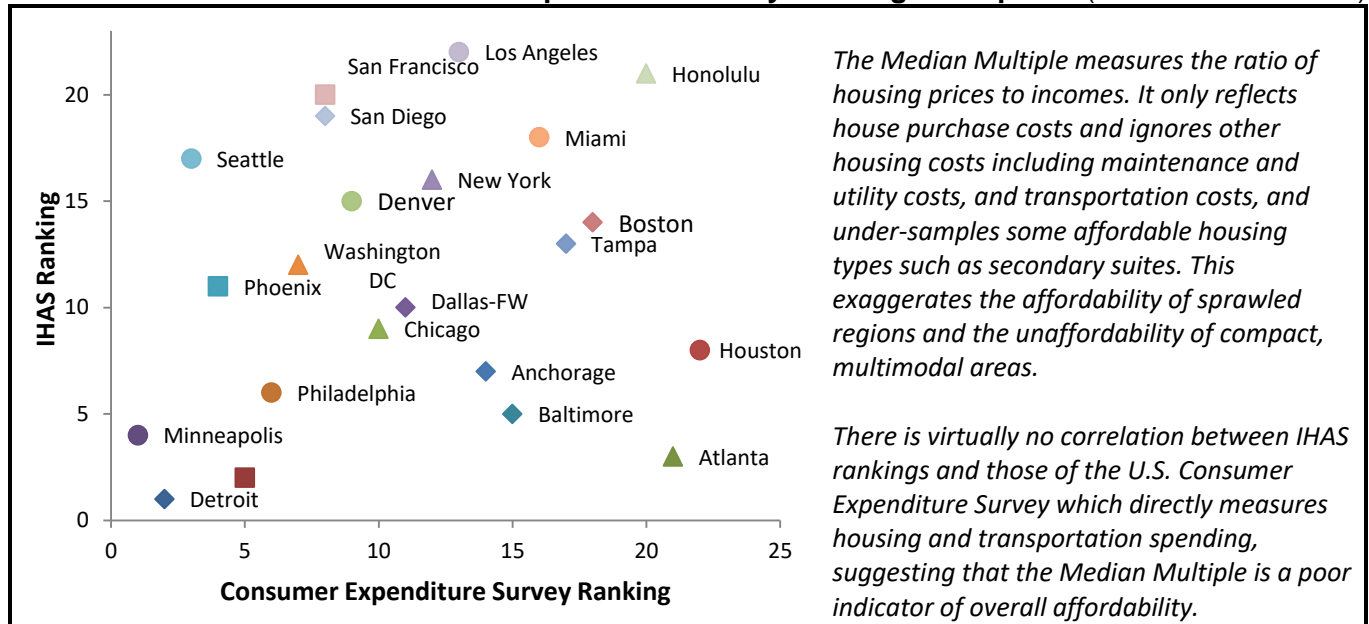 San Francisco
Los Angeles
Honolulu
San Diego
Miami
Seattle
New York
Denver
Boston
Tampa
Washington
DC
Phoenix
Dallas-FW
Chicago
Houston
Anchorage
Philadelphia
Baltimore
Minneapolis
Atlanta
Detroit
20
15
10
5
0
0 5 10 15 20 25
IHAS Ranking
Consumer Expenditure Survey Ranking
The Median Multiple measures the ratio of
housing prices to incomes. It only reflects
house purchase costs and ignores other
housing costs including maintenance and
utility costs, and transportation costs, and
under-samples some affordable housing
types such as secondary suites. This
exaggerates the affordability of sprawled
regions and the unaffordability of compact,
multimodal areas.
There is virtually no correlation between IHAS
rankings and those of the U.S. Consumer
Expenditure Survey which directly measures
housing and transportation spending,
suggesting that the Median Multiple is a poor
indicator of overall affordability.